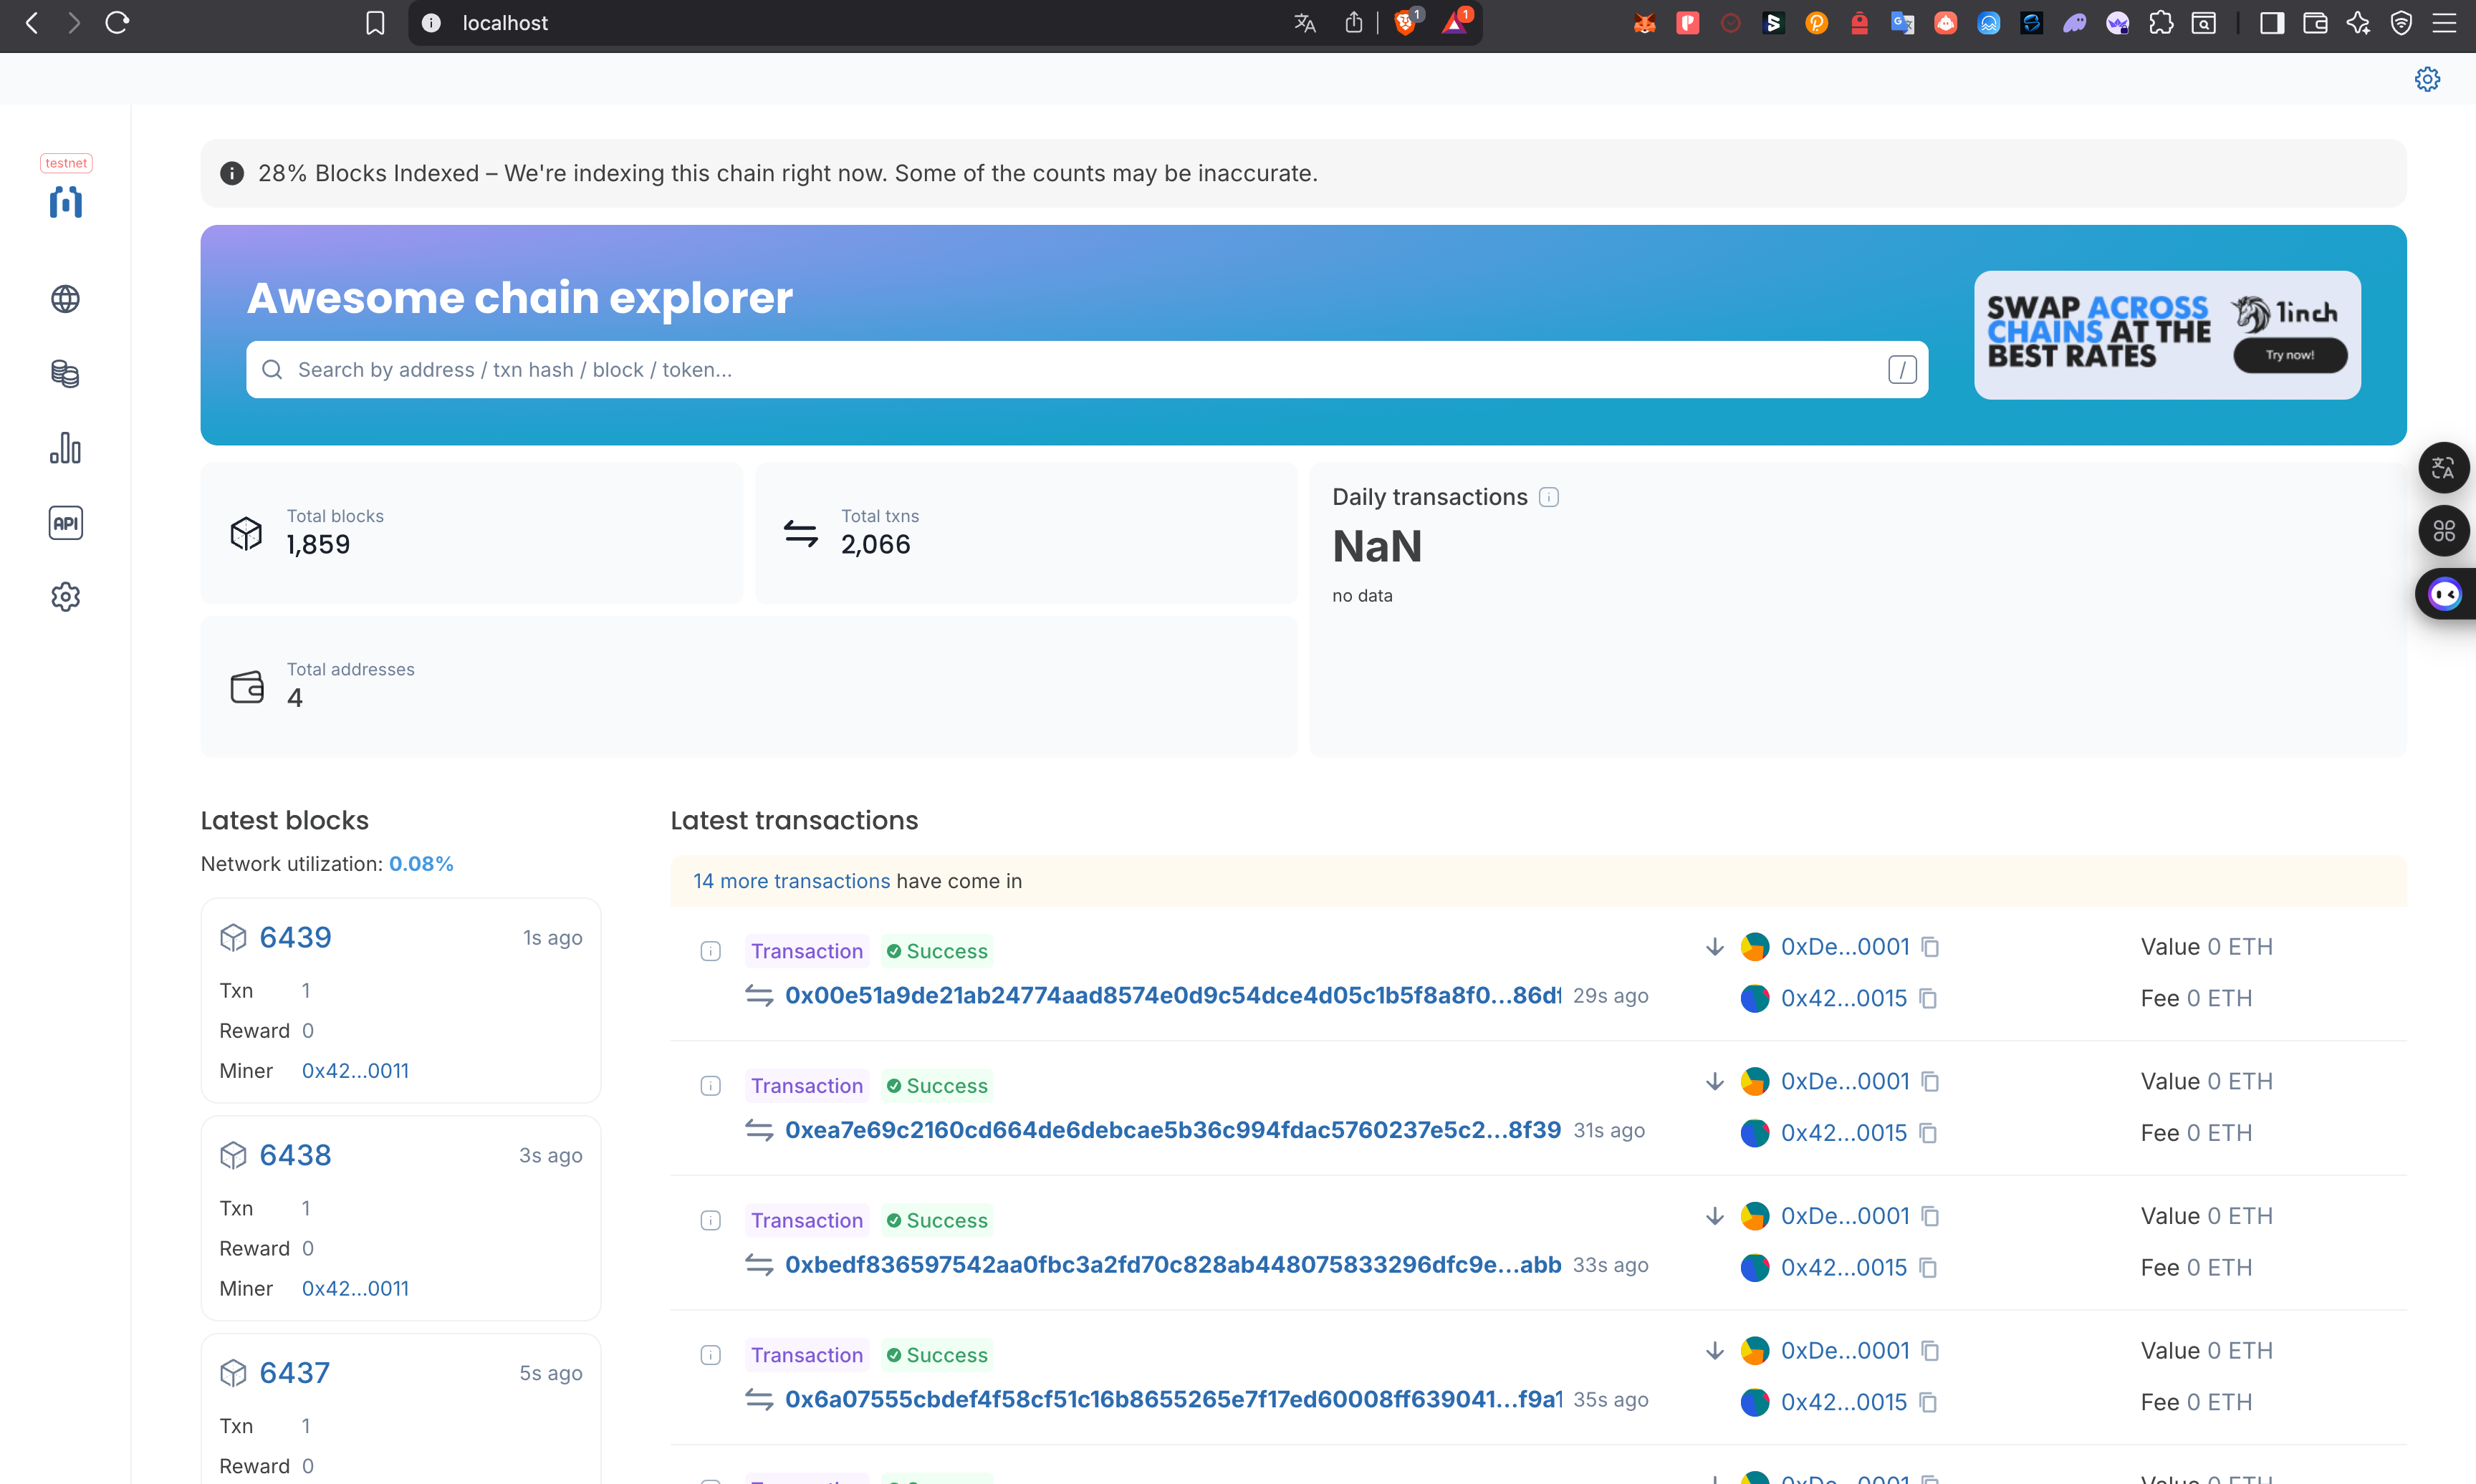 localhost
1
1
testnet
28% Blocks Indexed – We're indexing this chain right now. Some of the counts may be inaccurate.
Awesome chain explorer
Search by address / txn hash / block / token...
/
SWAP ACROSS
CHAINS AT THE
BEST RATES
1inch
Try now!
API
Total blocks
1,859
Total txns
2,066
Daily transactions
NaN
no data
Total addresses
4
Latest blocks
Network utilization: 0.08%
6439
1s ago
Txn 1
Reward 0
Miner 0x42...0011
6438
3s ago
Txn 1
Reward 0
Miner 0x42...0011
6437
5s ago
Txn 1
Reward 0
Latest transactions
14 more transactions have come in
Transaction Success
0x00e51a9de21ab24774aad8574e0d9c54dce4d05c1b5f8a8f0...86df 29s ago
0xDe...0001
0x42...0015
Value 0 ETH
Fee 0 ETH
Transaction Success
0xea7e69c2160cd664de6debcae5b36c994fdac5760237e5c2...8f39 31s ago
0xDe...0001
0x42...0015
Value 0 ETH
Fee 0 ETH
Transaction Success
0xbedf836597542aa0fbc3a2fd70c828ab448075833296dfc9e...abb 33s ago
0xDe...0001
0x42...0015
Value 0 ETH
Fee 0 ETH
Transaction Success
0x6a07555cbdef4f58cf51c16b8655265e7f17ed60008ff639041...f9a1 35s ago
0xDe...0001
0x42...0015
Value 0 ETH
Fee 0 ETH